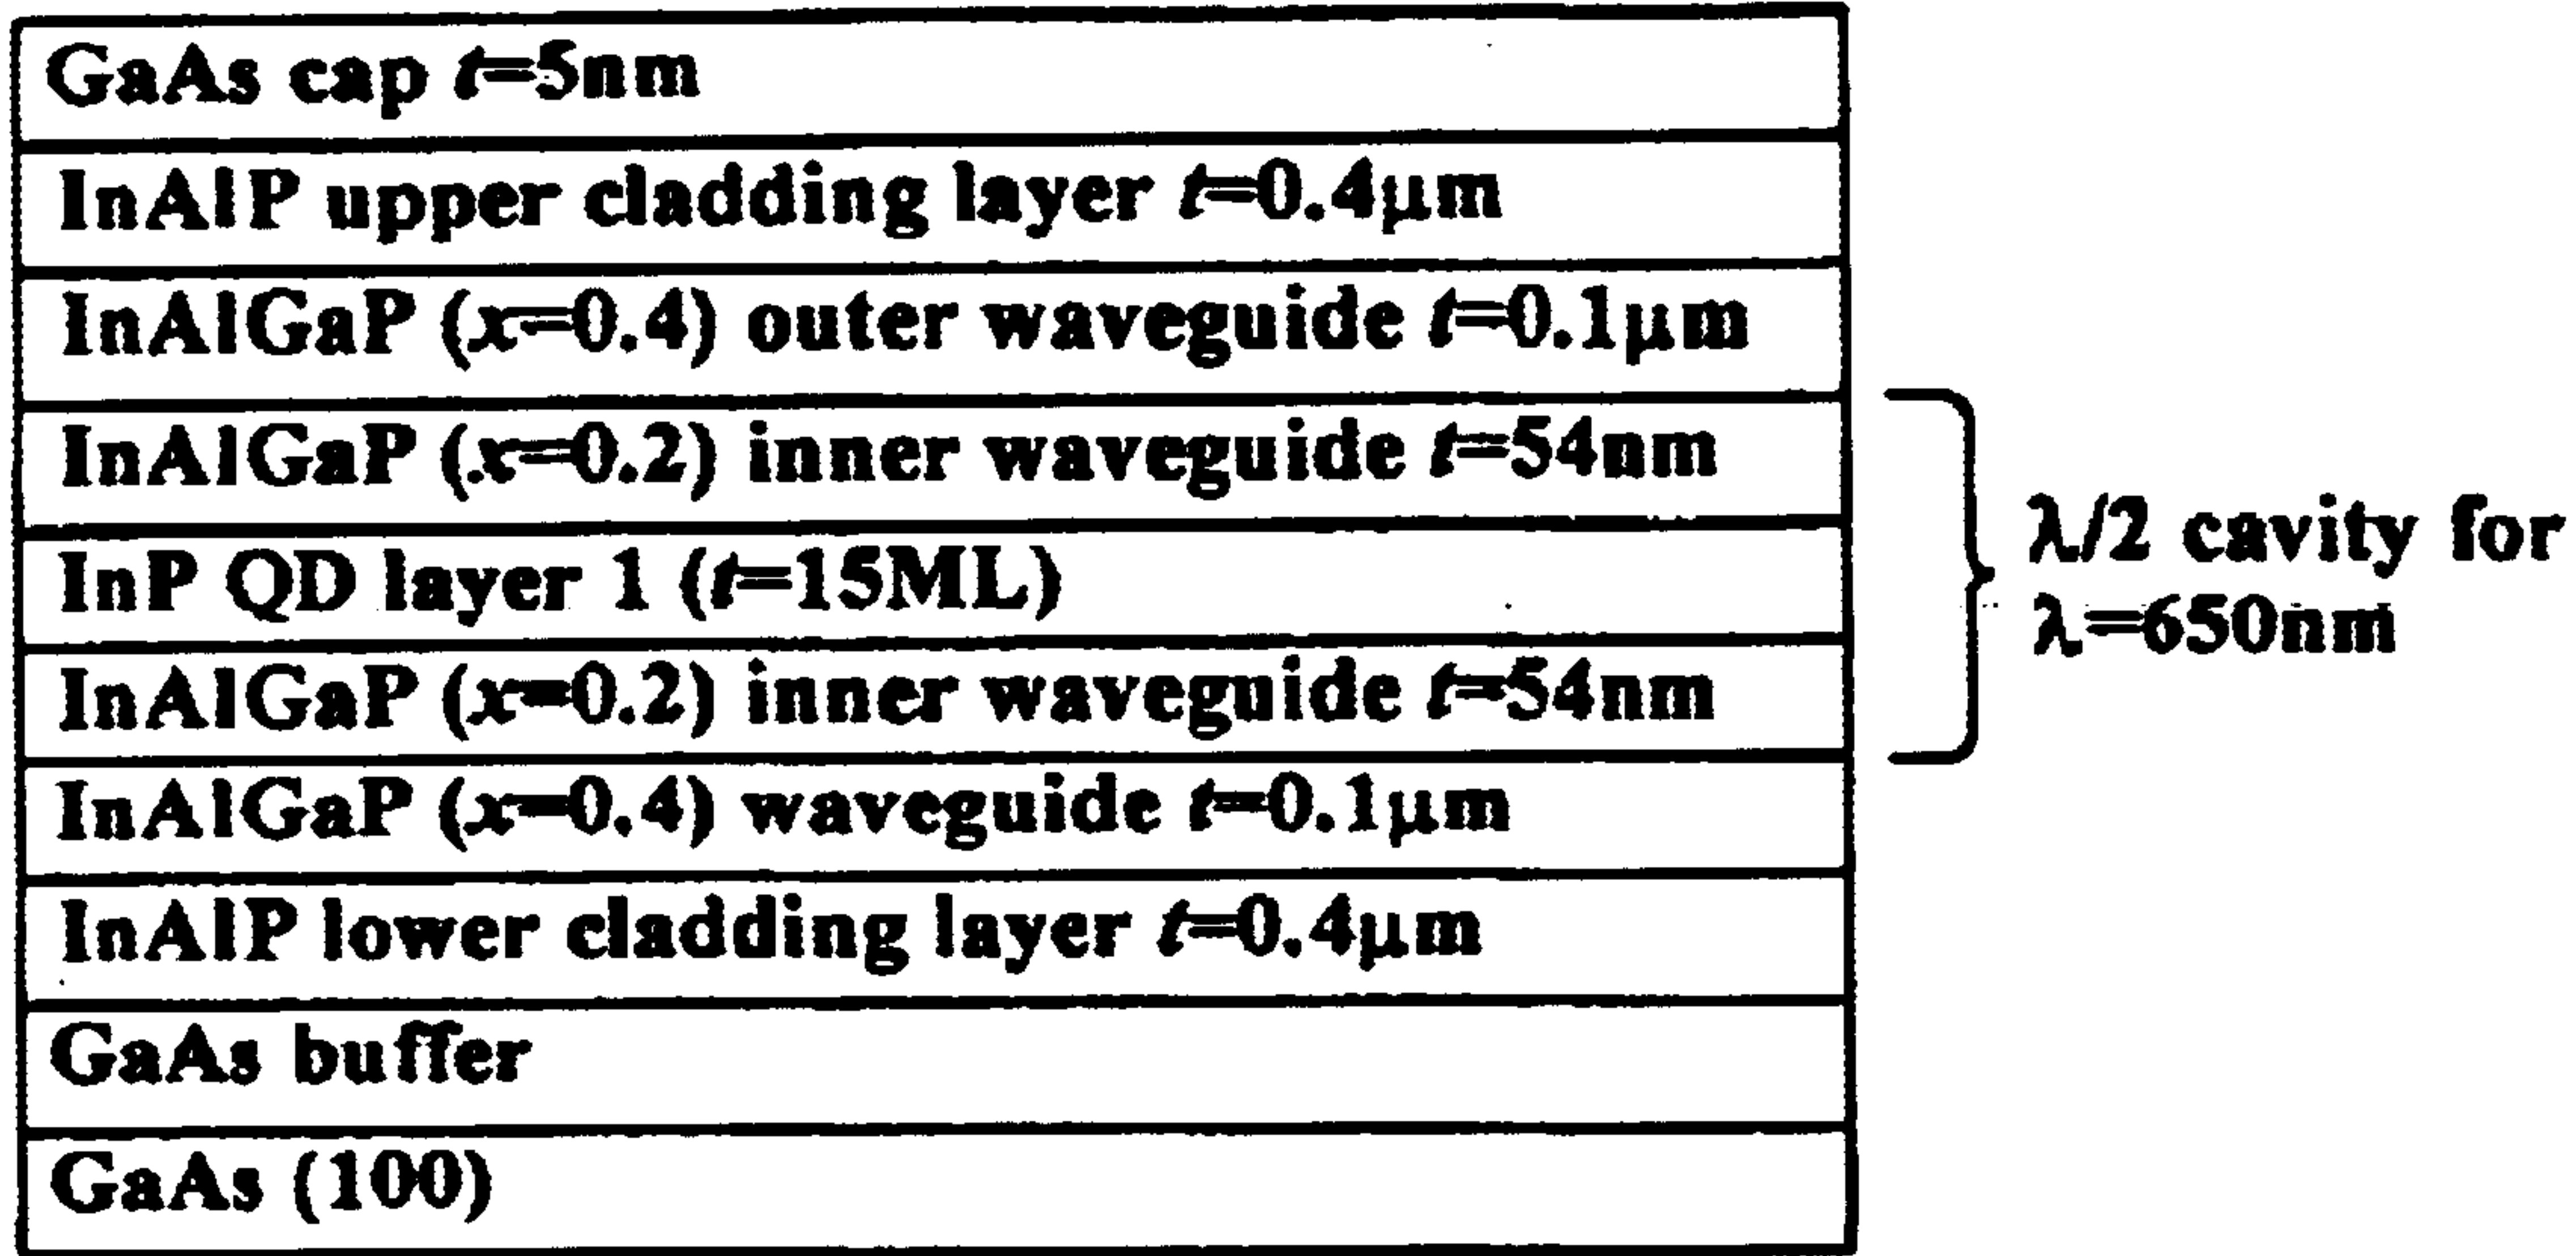 GaAs cap t=5nm
InAlP upper cladding layer t=0.4μm
InAlGaP (x=0.4) outer waveguide t=0.1μm
InAlGaP (x=0.2) inner waveguide t=54nm
InP QD layer 1 (t=15ML)
InAlGaP (x=0.2) inner waveguide t=54nm
InAlGaP (x=0.4) waveguide t=0.1μm
InAlP lower cladding layer t=0.4μm
GaAs buffer
GaAs (100)
λ/2 cavity for
λ=650nm